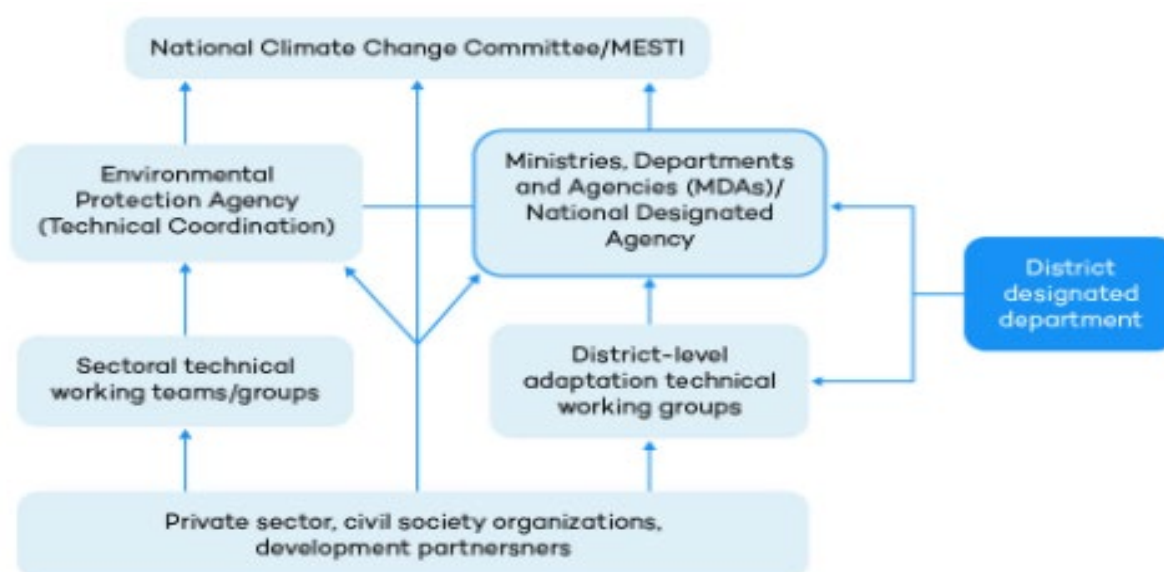 National Climate Change Committee/MESTI
Environmental
Protection Agency
(Technical Coordination)
Ministries, Departments
and Agencies (MDAs)/
National Designated
Agency
District
designated
department
Sectoral technical
working teams/groups
District-level
adaptation technical
working groups
Private sector, civil society organizations,
development partnersners